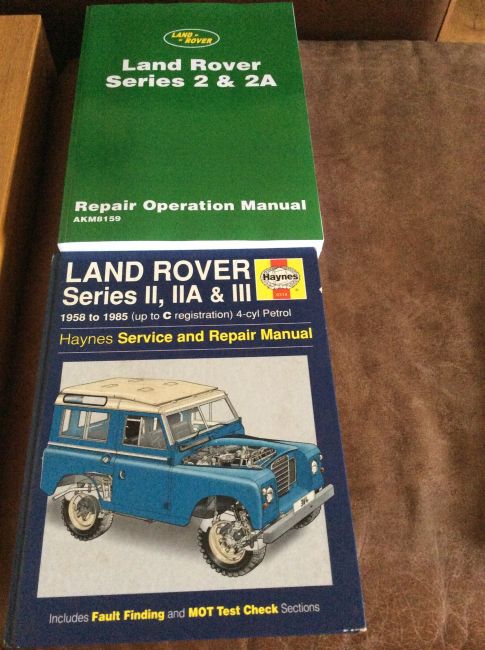 LAND
ROVER
Land Rover
Series 2 & 2A
Repair Operation Manual
AKM8159
LAND ROVER
Series II, IIA & III
Haynes
1958 to 1985 (up to C registration) 4-cyl Petrol
Haynes Service and Repair Manual
Includes Fault Finding and MOT Test Check Sections